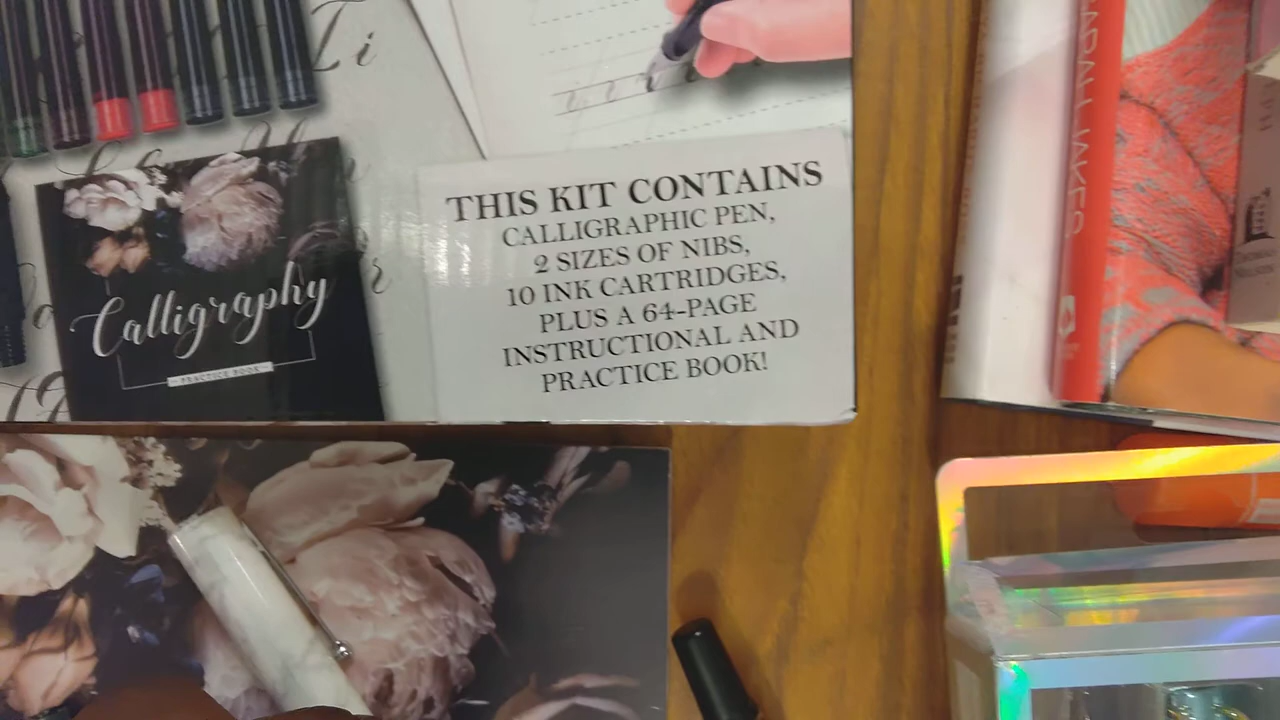 Calligraphy
PRACTICE BOOK
THIS KIT CONTAINS
CALLIGRAPHIC PEN,
2 SIZES OF NIBS,
10 INK CARTRIDGES,
PLUS A 64-PAGE
INSTRUCTIONAL AND
PRACTICE BOOK!